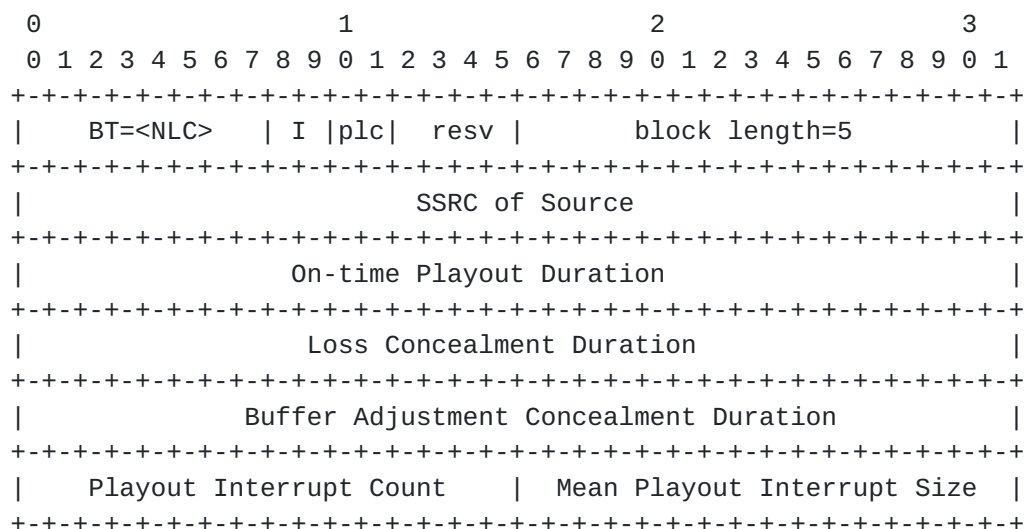 0                   1                   2                   3
 0 1 2 3 4 5 6 7 8 9 0 1 2 3 4 5 6 7 8 9 0 1 2 3 4 5 6 7 8 9 0 1
+-+-+-+-+-+-+-+-+-+-+-+-+-+-+-+-+-+-+-+-+-+-+-+-+-+-+-+-+-+-+-+-+
|    BT=<NLC>   | I |plc|  resv |       block length=5          |
+-+-+-+-+-+-+-+-+-+-+-+-+-+-+-+-+-+-+-+-+-+-+-+-+-+-+-+-+-+-+-+-+
|                         SSRC of Source                        |
+-+-+-+-+-+-+-+-+-+-+-+-+-+-+-+-+-+-+-+-+-+-+-+-+-+-+-+-+-+-+-+-+
|                 On-time Playout Duration                      |
+-+-+-+-+-+-+-+-+-+-+-+-+-+-+-+-+-+-+-+-+-+-+-+-+-+-+-+-+-+-+-+-+
|                  Loss Concealment Duration                    |
+-+-+-+-+-+-+-+-+-+-+-+-+-+-+-+-+-+-+-+-+-+-+-+-+-+-+-+-+-+-+-+-+
|              Buffer Adjustment Concealment Duration           |
+-+-+-+-+-+-+-+-+-+-+-+-+-+-+-+-+-+-+-+-+-+-+-+-+-+-+-+-+-+-+-+-+
|    Playout Interrupt Count    |  Mean Playout Interrupt Size  |
+-+-+-+-+-+-+-+-+-+-+-+-+-+-+-+-+-+-+-+-+-+-+-+-+-+-+-+-+-+-+-+-+